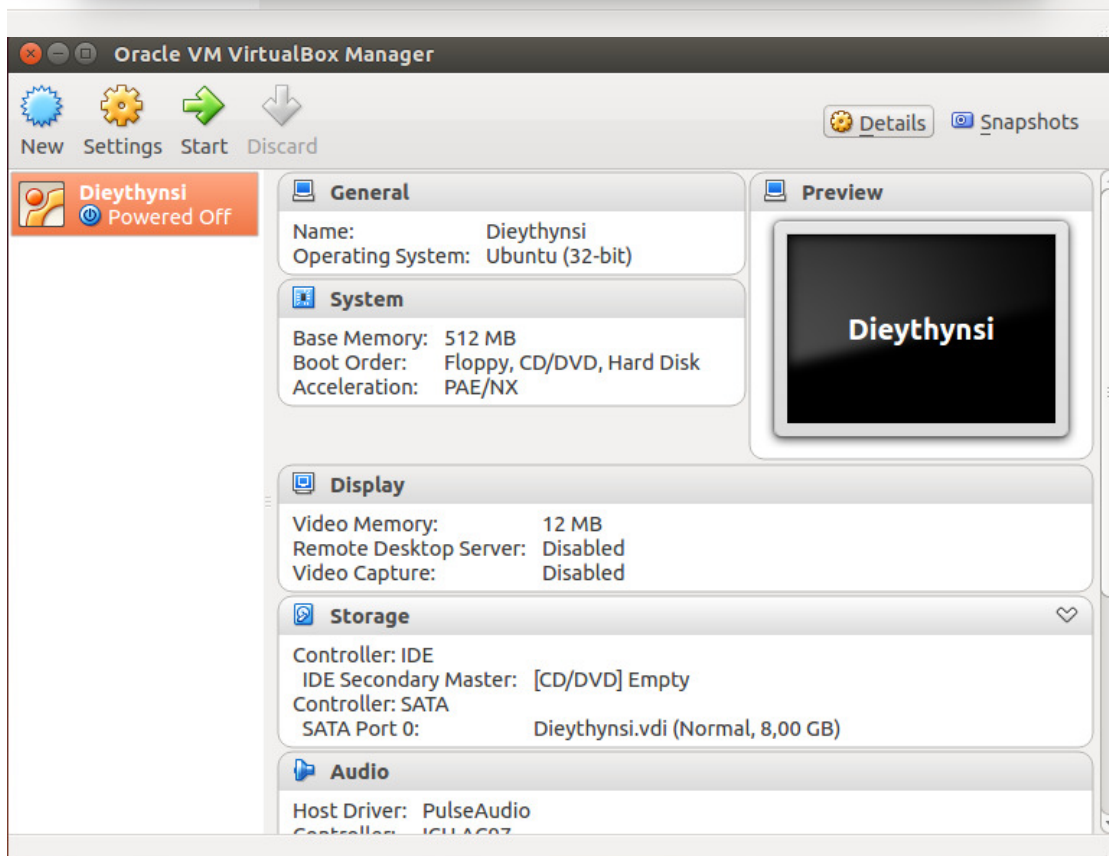 Oracle VM VirtualBox Manager
New Settings Start Discard
Details Snapshots
Dieythynsi
Powered Off
General
Name: Dieythynsi
Operating System: Ubuntu (32-bit)
System
Base Memory: 512 MB
Boot Order: Floppy, CD/DVD, Hard Disk
Acceleration: PAE/NX
Preview
Dieythynsi
Display
Video Memory: 12 MB
Remote Desktop Server: Disabled
Video Capture: Disabled
Storage
Controller: IDE
IDE Secondary Master: [CD/DVD] Empty
Controller: SATA
SATA Port 0: Dieythynsi.vdi (Normal, 8,00 GB)
Audio
Host Driver: PulseAudio
Controller: ICH AC97